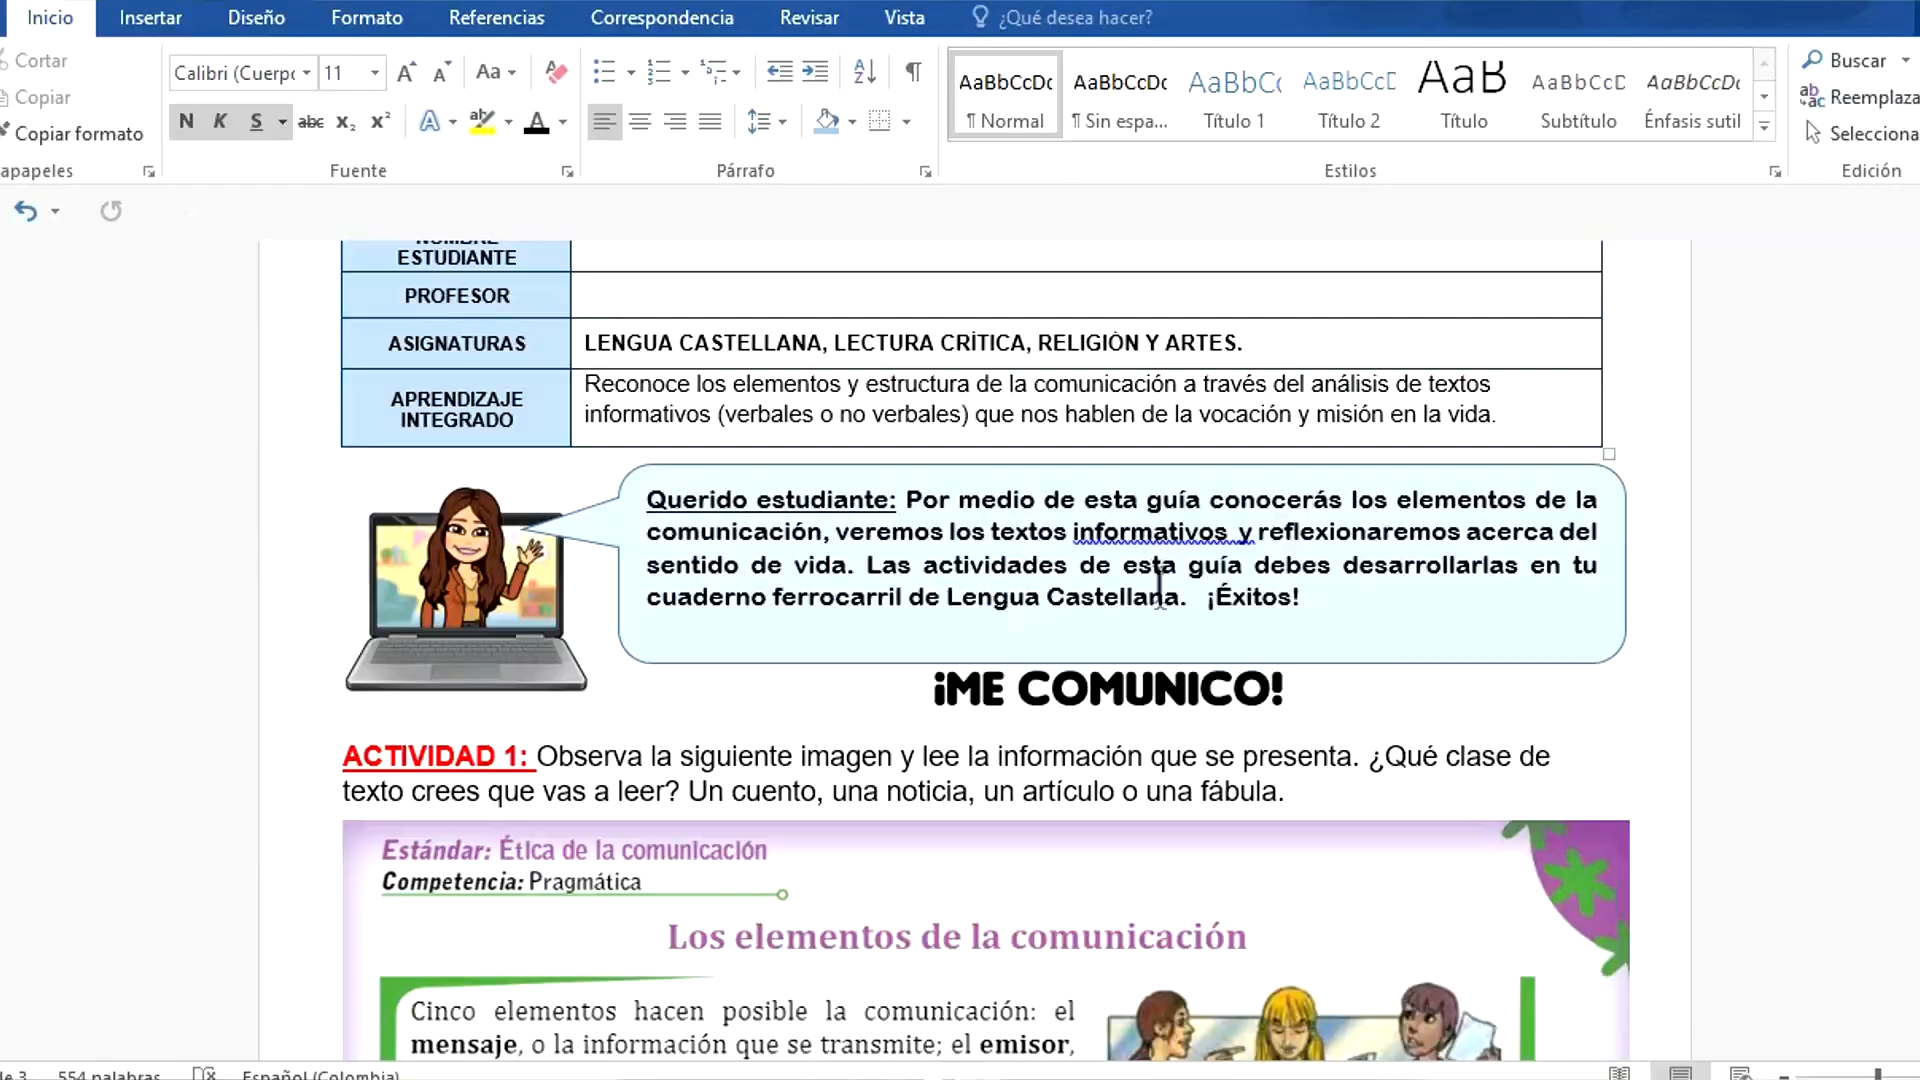 Inicio Insertar Diseño Formato Referencias Correspondencia Revisar Vista ¿Qué desea hacer?
Cortar
Copiar
Copiar formato
apapeles
Calibri (Cuerpo 11 Aa
N K S abc x₂ x² A ab A
Fuente
Párrafo
AaBbCcDc AaBbCcDc AaBbCc AaBbCcD AaB AaBbCcD AaBbCcDc
¶ Normal ¶ Sin espa... Título 1 Título 2 Título Subtítulo Énfasis sutil
Estilos
Buscar
Reemplaza
Selecciona
Edición
NOMBRE
ESTUDIANTE
PROFESOR
ASIGNATURAS LENGUA CASTELLANA, LECTURA CRÍTICA, RELIGIÓN Y ARTES.
APRENDIZAJE
INTEGRADO
Reconoce los elementos y estructura de la comunicación a través del análisis de textos
informativos (verbales o no verbales) que nos hablen de la vocación y misión en la vida.
Querido estudiante: Por medio de esta guía conocerás los elementos de la
comunicación, veremos los textos informativos y reflexionaremos acerca del
sentido de vida. Las actividades de esta guía debes desarrollarlas en tu
cuaderno ferrocarril de Lengua Castellana. ¡Éxitos!
¡ME COMUNICO!
ACTIVIDAD 1: Observa la siguiente imagen y lee la información que se presenta. ¿Qué clase de
texto crees que vas a leer? Un cuento, una noticia, un artículo o una fábula.
Estándar: Ética de la comunicación
Competencia: Pragmática
Los elementos de la comunicación
Cinco elementos hacen posible la comunicación: el
mensaje, o la información que se transmite; el emisor,
de 3 554 palabras Español (Colombia)